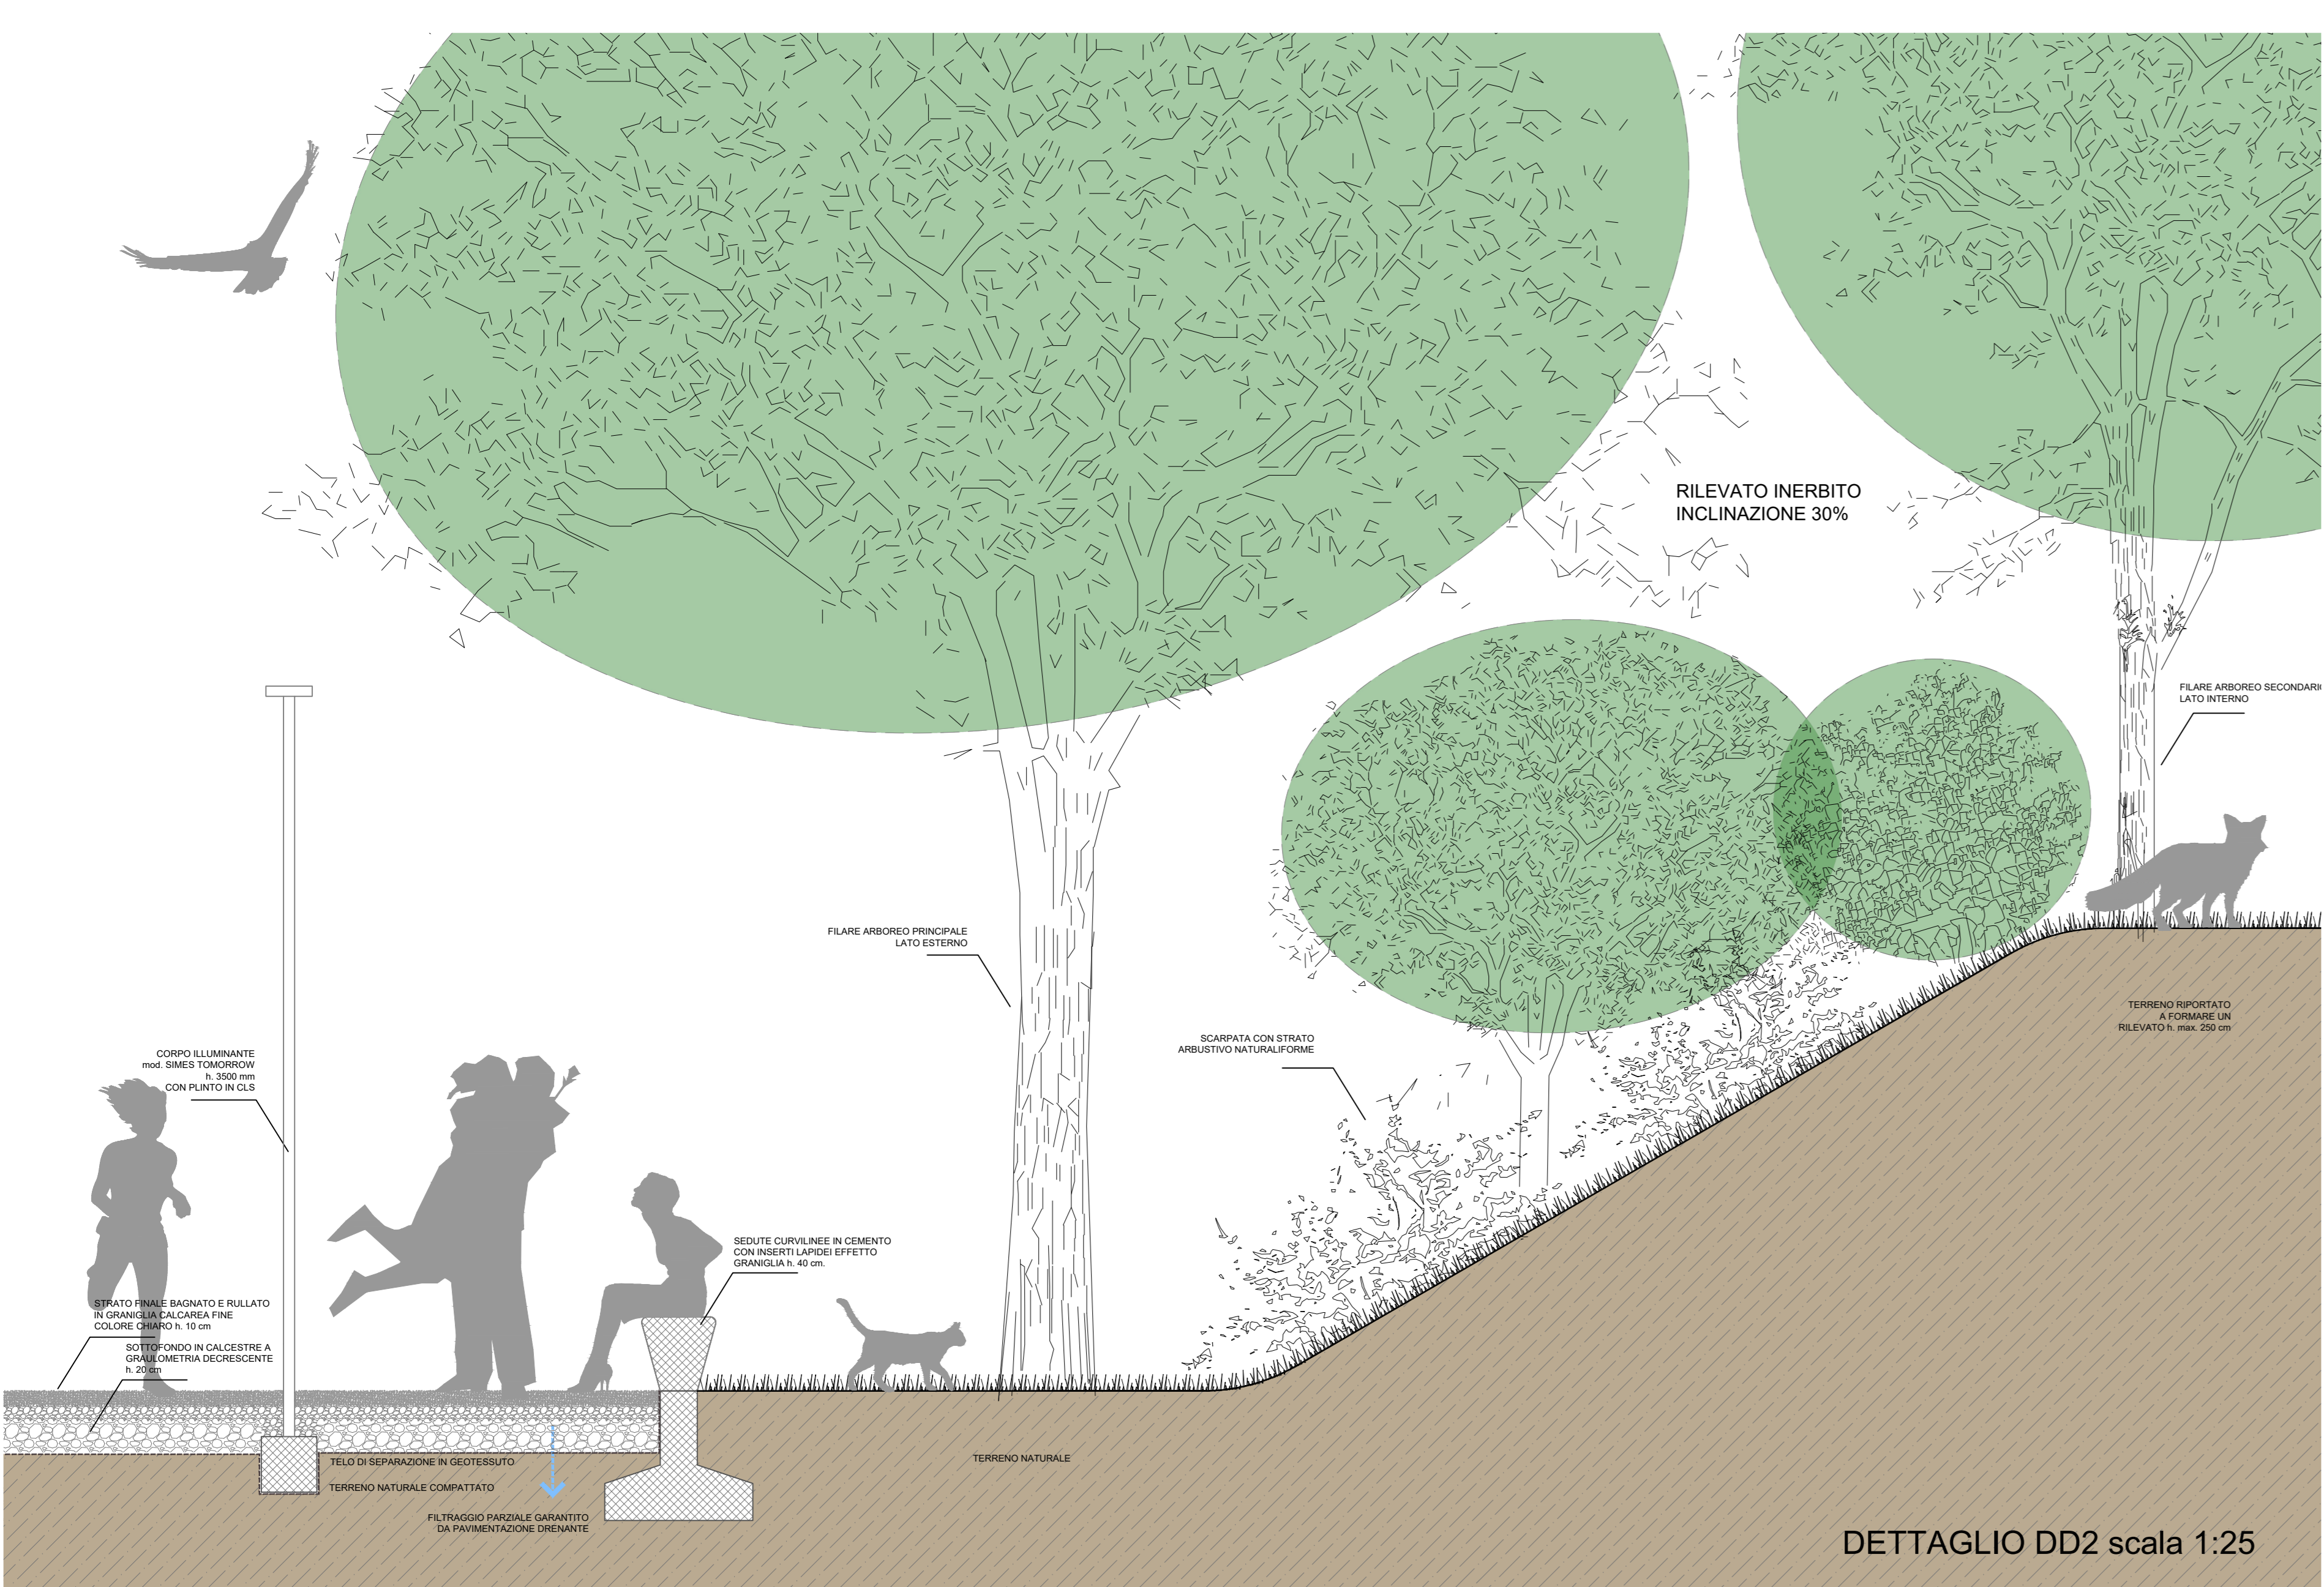 RILEVATO INERBITO
INCLINAZIONE 30%
FILARE ARBOREO SECONDARI
LATO INTERNO
FILARE ARBOREO PRINCIPALE
LATO ESTERNO
TERRENO RIPORTATO
A FORMARE UN
RILEVATO h. max. 250 cm
SCARPATA CON STRATO
ARBUSTIVO NATURALIFORME
CORPO ILLUMINANTE
mod. SIMES TOMORROW
h. 3500 mm
CON PLINTO IN CLS
SEDUTE CURVILINEE IN CEMENTO
CON INSERTI LAPIDEI EFFETTO
GRANIGLIA h. 40 cm.
STRATO FINALE BAGNATO E RULLATO
IN GRANIGLIA CALCAREA FINE
COLORE CHIARO h. 10 cm
SOTTOFONDO IN CALCESTRE A
GRAULOMETRIA DECRESCENTE
h. 20 cm
TELO DI SEPARAZIONE IN GEOTESSUTO
TERRENO NATURALE
TERRENO NATURALE COMPATTATO
FILTRAGGIO PARZIALE GARANTITO
DA PAVIMENTAZIONE DRENANTE
DETTAGLIO DD2 scala 1:25